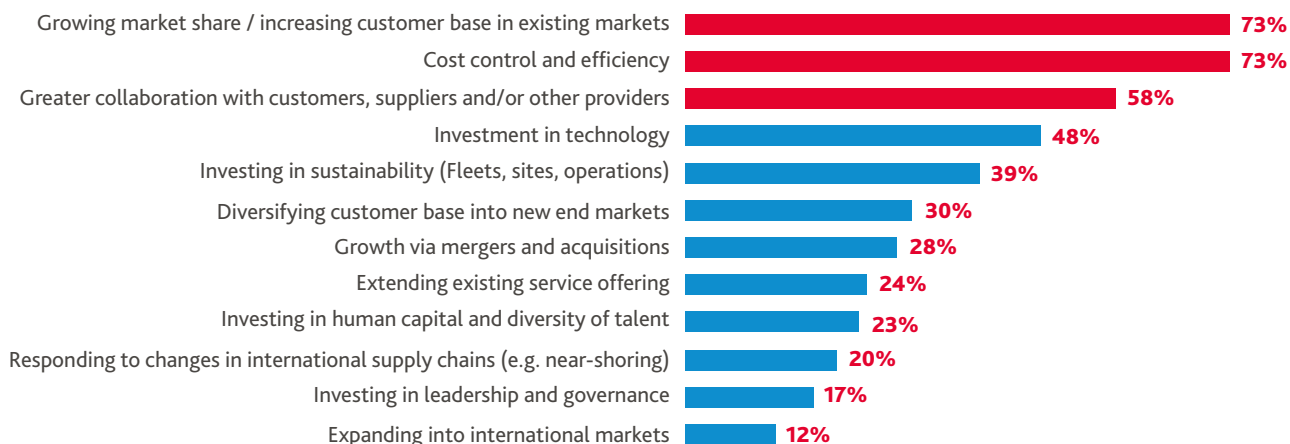 Growing market share / increasing customer base in existing markets 73%
Cost control and efficiency 73%
Greater collaboration with customers, suppliers and/or other providers 58%
Investment in technology 48%
Investing in sustainability (Fleets, sites, operations) 39%
Diversifying customer base into new end markets 30%
Growth via mergers and acquisitions 28%
Extending existing service offering 24%
Investing in human capital and diversity of talent 23%
Responding to changes in international supply chains (e.g. near-shoring) 20%
Investing in leadership and governance 17%
Expanding into international markets 12%